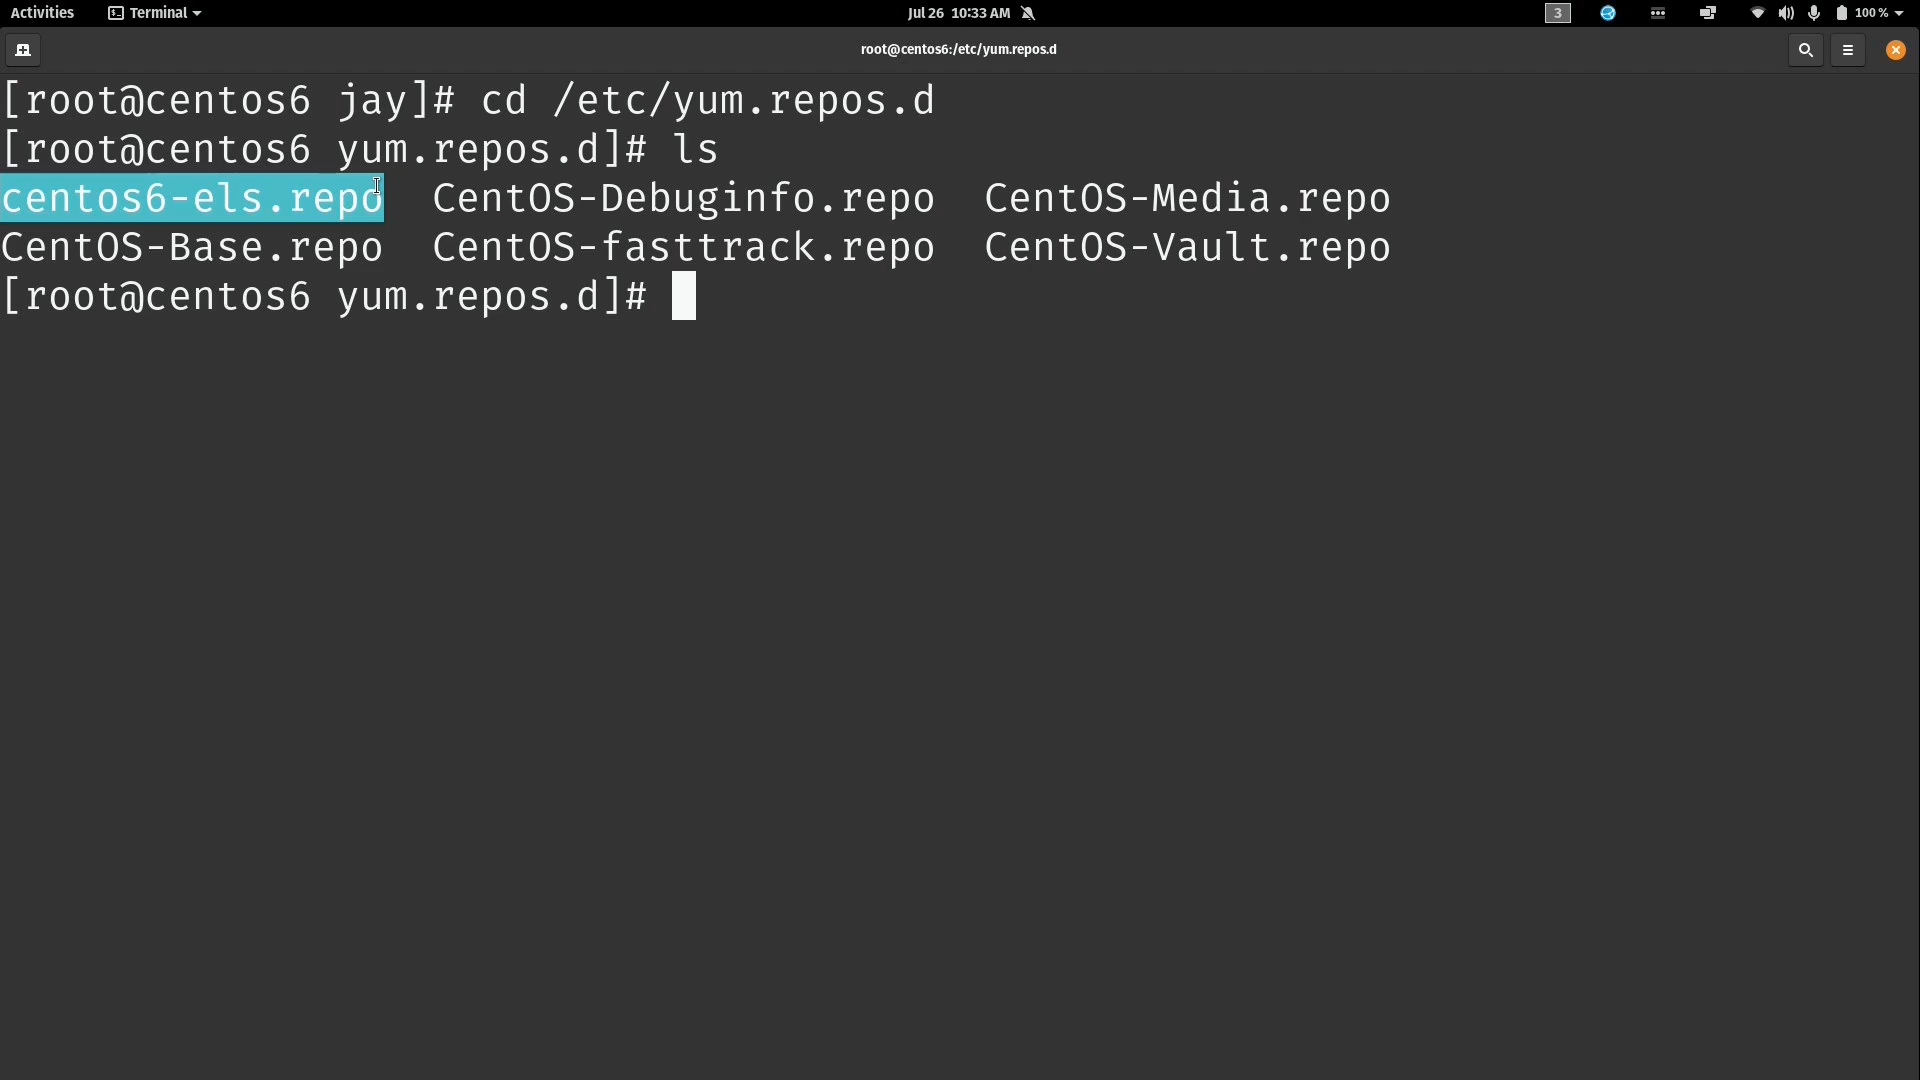 Activities Terminal Jul 26 10:33 AM 3 100 %
root@centos6:/etc/yum.repos.d
[root@centos6 jay]# cd /etc/yum.repos.d
[root@centos6 yum.repos.d]# ls
centos6-els.repo CentOS-Debuginfo.repo CentOS-Media.repo
CentOS-Base.repo CentOS-fasttrack.repo CentOS-Vault.repo
[root@centos6 yum.repos.d]#